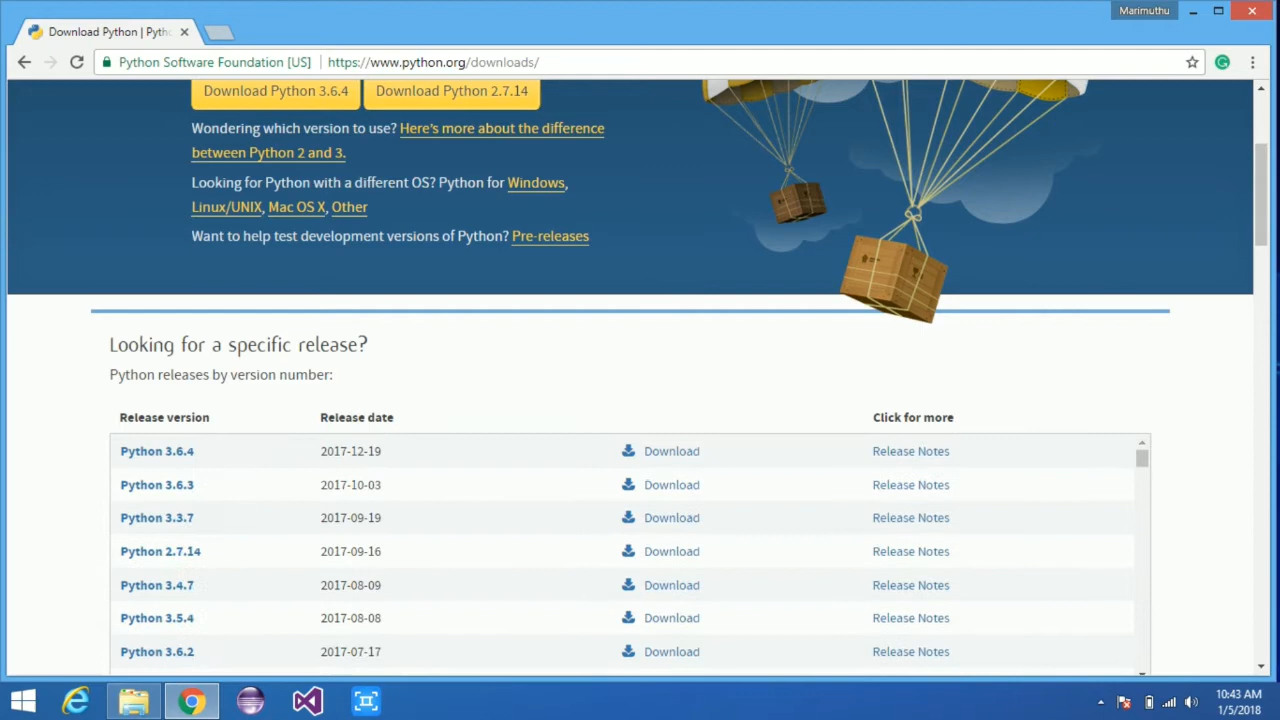 Marimuthu
Download Python | Pytho
Python Software Foundation [US] https://www.python.org/downloads/
Download Python 3.6.4 Download Python 2.7.14
Wondering which version to use? Here's more about the difference
between Python 2 and 3.
Looking for Python with a different OS? Python for Windows,
Linux/UNIX, Mac OS X, Other
Want to help test development versions of Python? Pre-releases
Looking for a specific release?
Python releases by version number:
Release version Release date Click for more
Python 3.6.4 2017-12-19 Download Release Notes
Python 3.6.3 2017-10-03 Download Release Notes
Python 3.3.7 2017-09-19 Download Release Notes
Python 2.7.14 2017-09-16 Download Release Notes
Python 3.4.7 2017-08-09 Download Release Notes
Python 3.5.4 2017-08-08 Download Release Notes
Python 3.6.2 2017-07-17 Download Release Notes
10:43 AM
1/5/2018